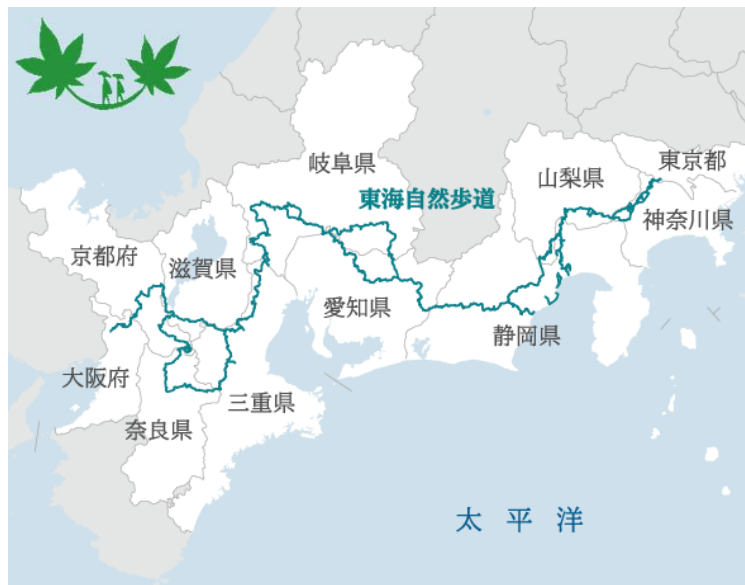 東京都
岐阜県
山梨県
東海自然歩道
神奈川県
京都府
滋賀県
愛知県
静岡県
大阪府
三重県
奈良県
太平洋